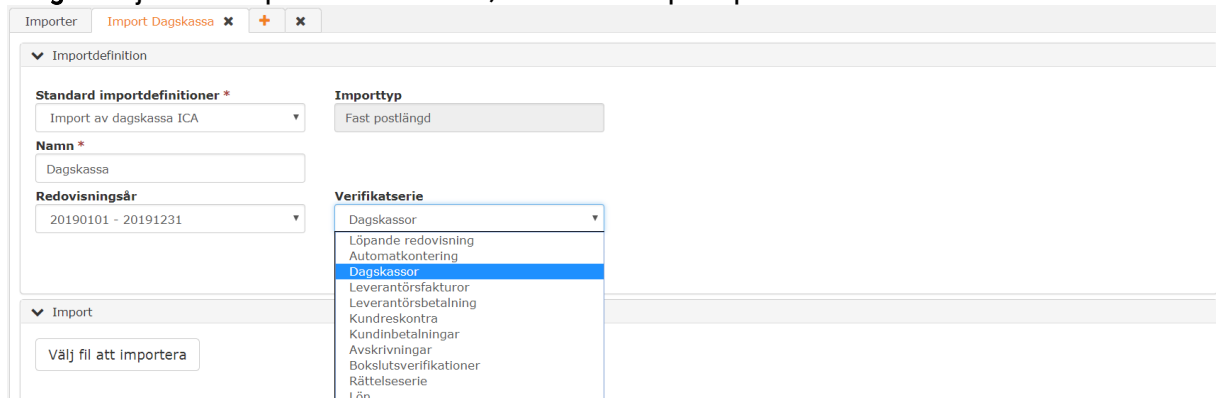 Importer Import Dagskassa ✖ + ✖
Importdefinition
Standard importdefinitioner * Importtyp
Import av dagskassa ICA Fast postlängd
Namn *
Dagskassa
Redovisningsår Verifikatserie
20190101 - 20191231 Dagskassor
Löpande redovisning
Automatkontering
Dagskassor
Leverantörsfakturor
Leverantörsbetalning
Import
Kundreskontra
Kundinbetalningar
Välj fil att importera
Avskrivningar
Bokslutsverifikationer
Rättelseserie
Lön